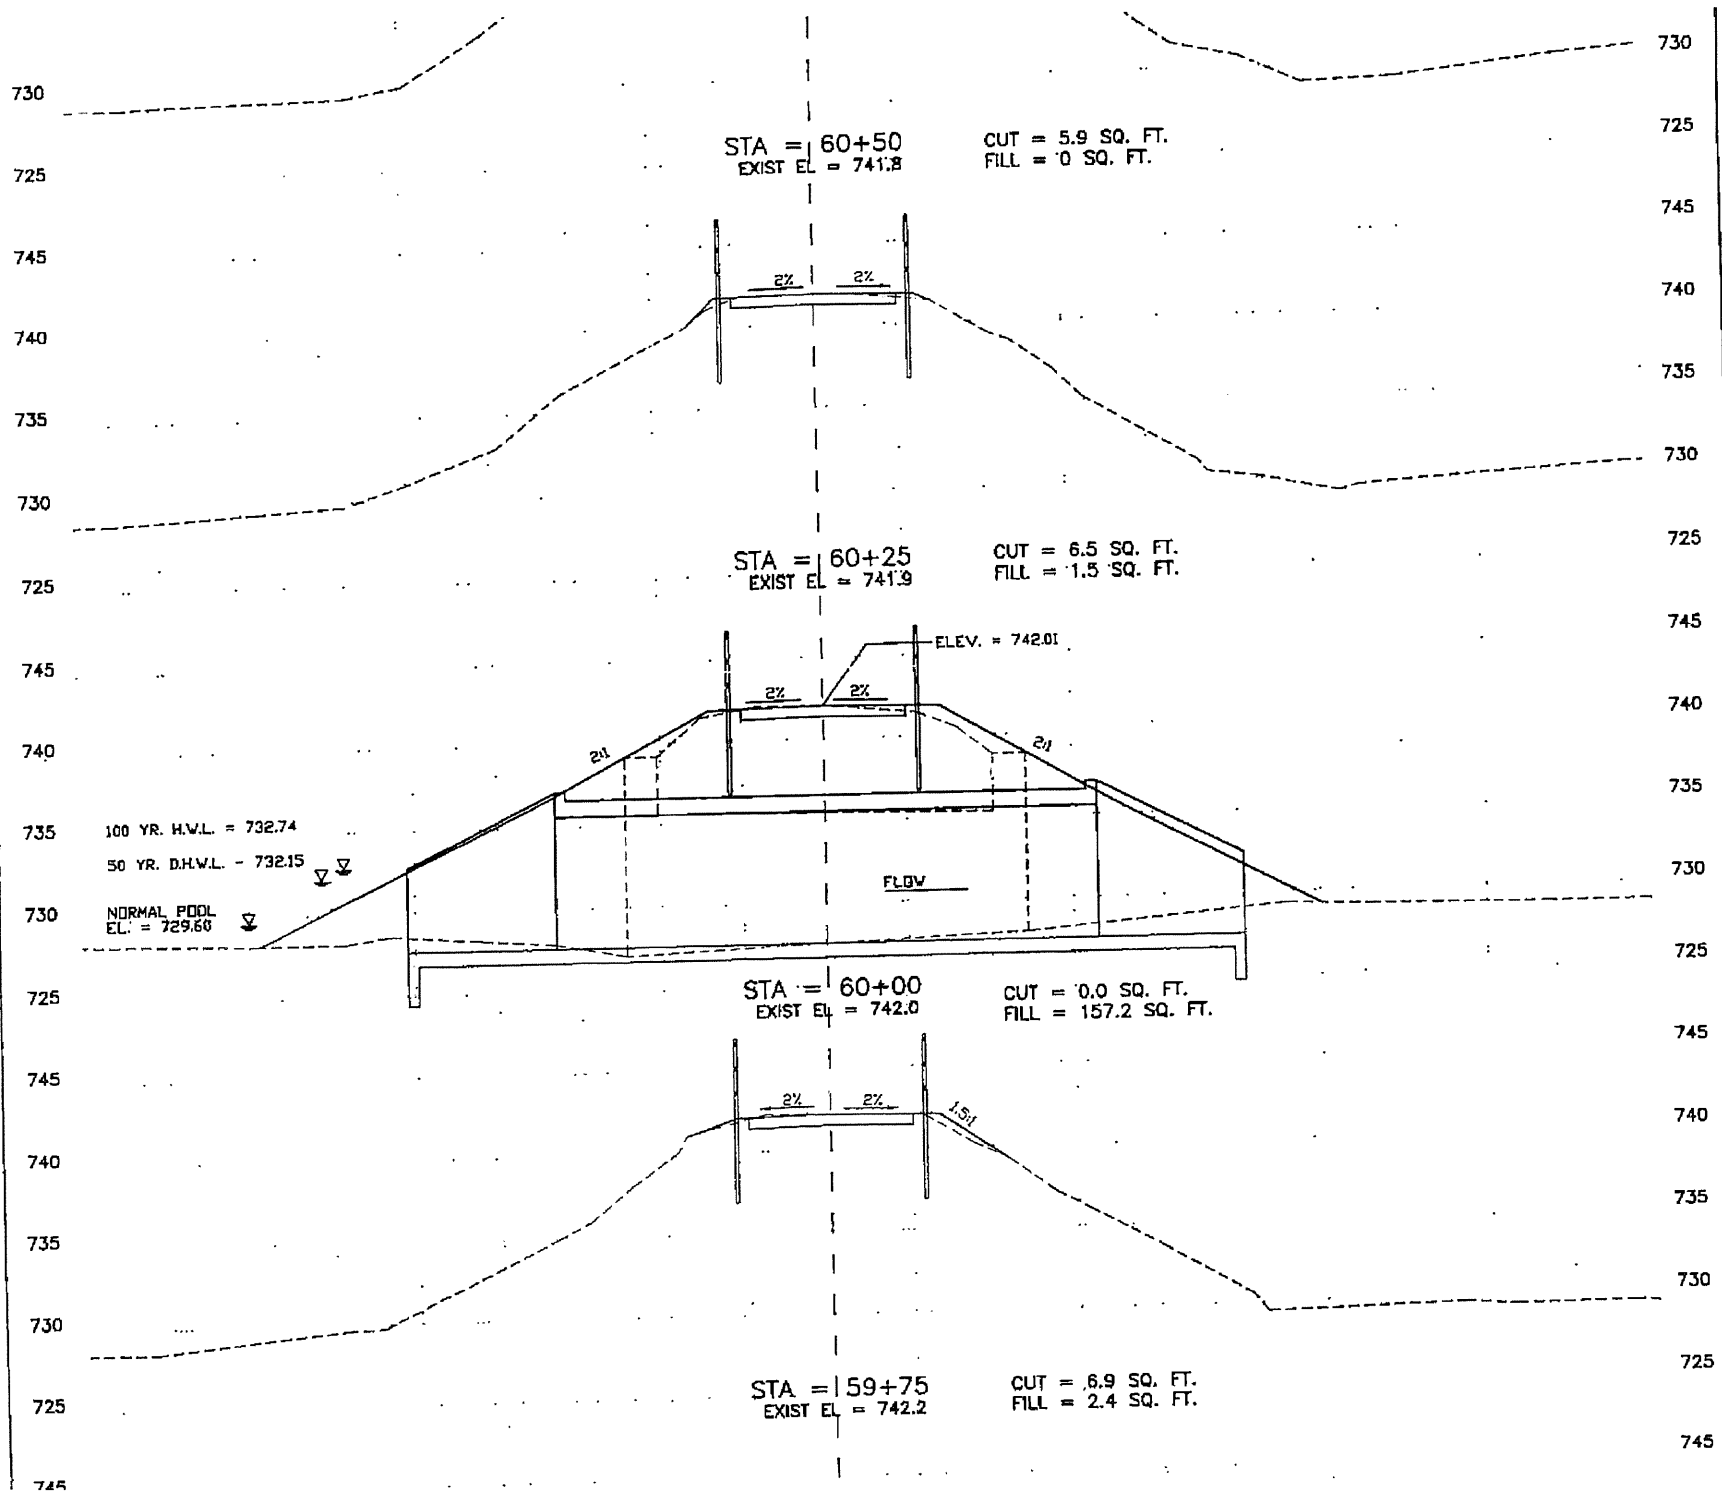 730
730
STA = 60+50
EXIST EL = 741.8
CUT = 5.9 SQ. FT.
FILL = 0 SQ. FT.
725
725
745
745
2%
2%
740
740
735
735
730
730
STA = 60+25
EXIST EL = 741.9
CUT = 6.5 SQ. FT.
FILL = 1.5 SQ. FT.
725
725
745
745
ELEV. = 742.01
2%
2%
740
740
2:1
2:1
735
735
100 YR. H.W.L. = 732.74
50 YR. D.H.W.L. - 732.15
730
730
NORMAL POOL
EL. = 729.60
FLOW
725
725
STA = 60+00
EXIST EL = 742.0
CUT = 0.0 SQ. FT.
FILL = 157.2 SQ. FT.
745
745
2%
2%
1.5:1
740
740
735
735
730
730
STA = 59+75
EXIST EL = 742.2
CUT = 6.9 SQ. FT.
FILL = 2.4 SQ. FT.
725
725
745
745